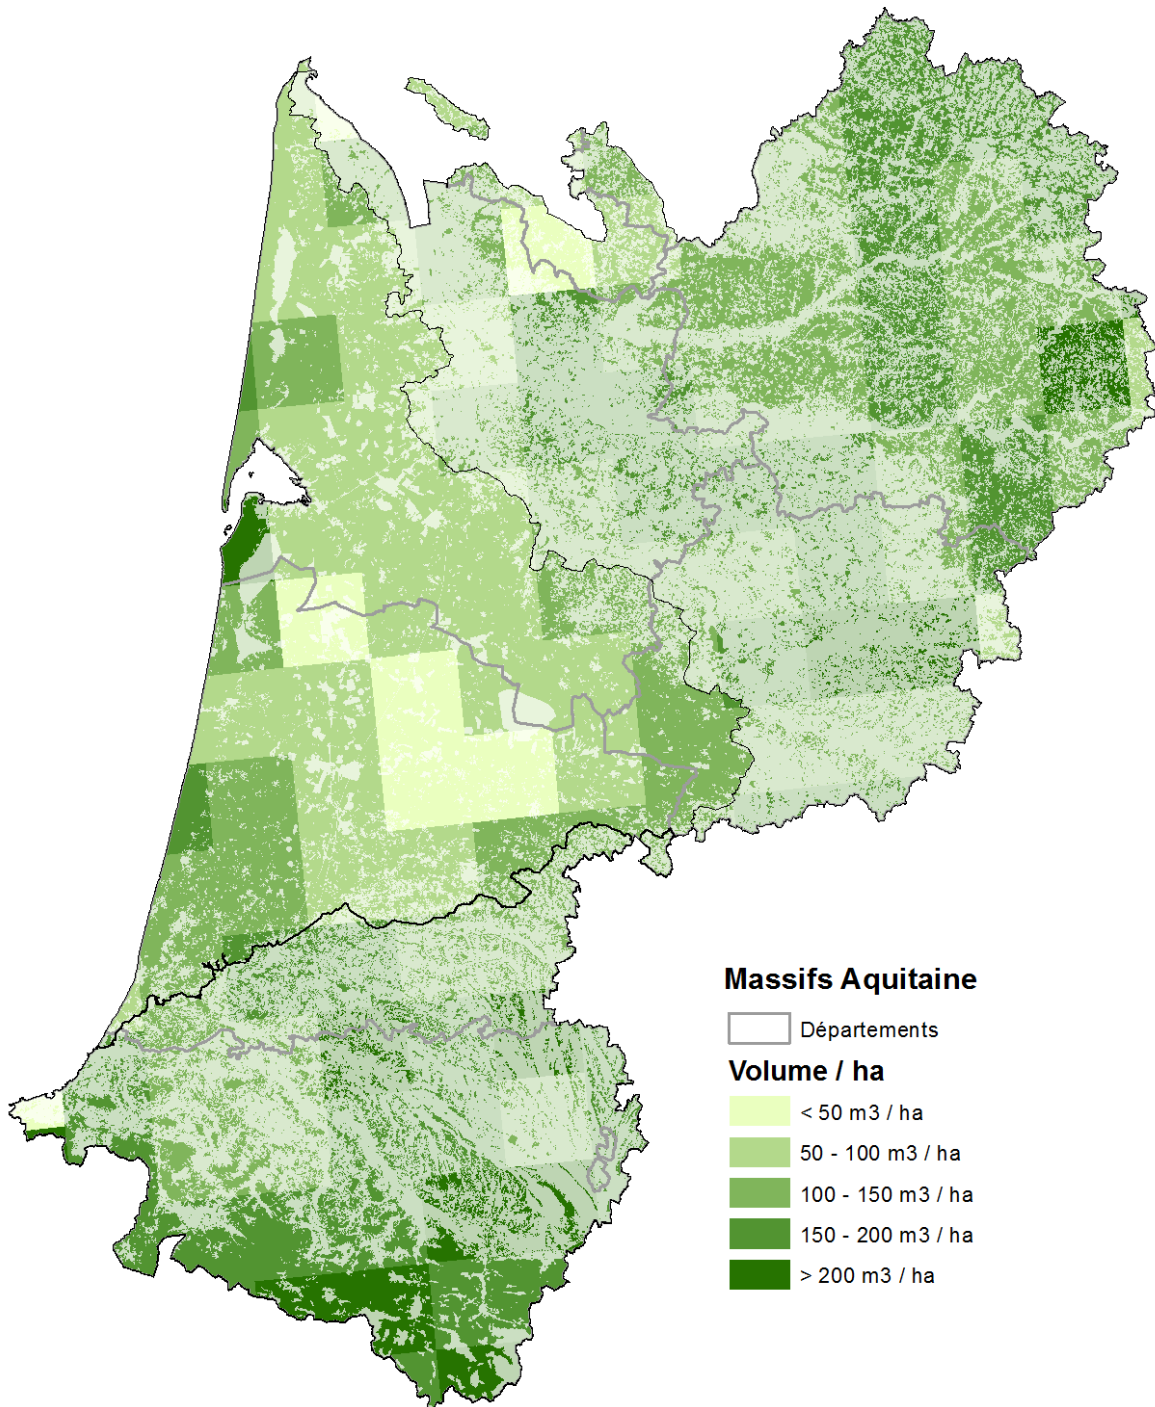 Massifs Aquitaine
Départements
Volume / ha
< 50 m3 / ha
50 - 100 m3 / ha
100 - 150 m3 / ha
150 - 200 m3 / ha
> 200 m3 / ha